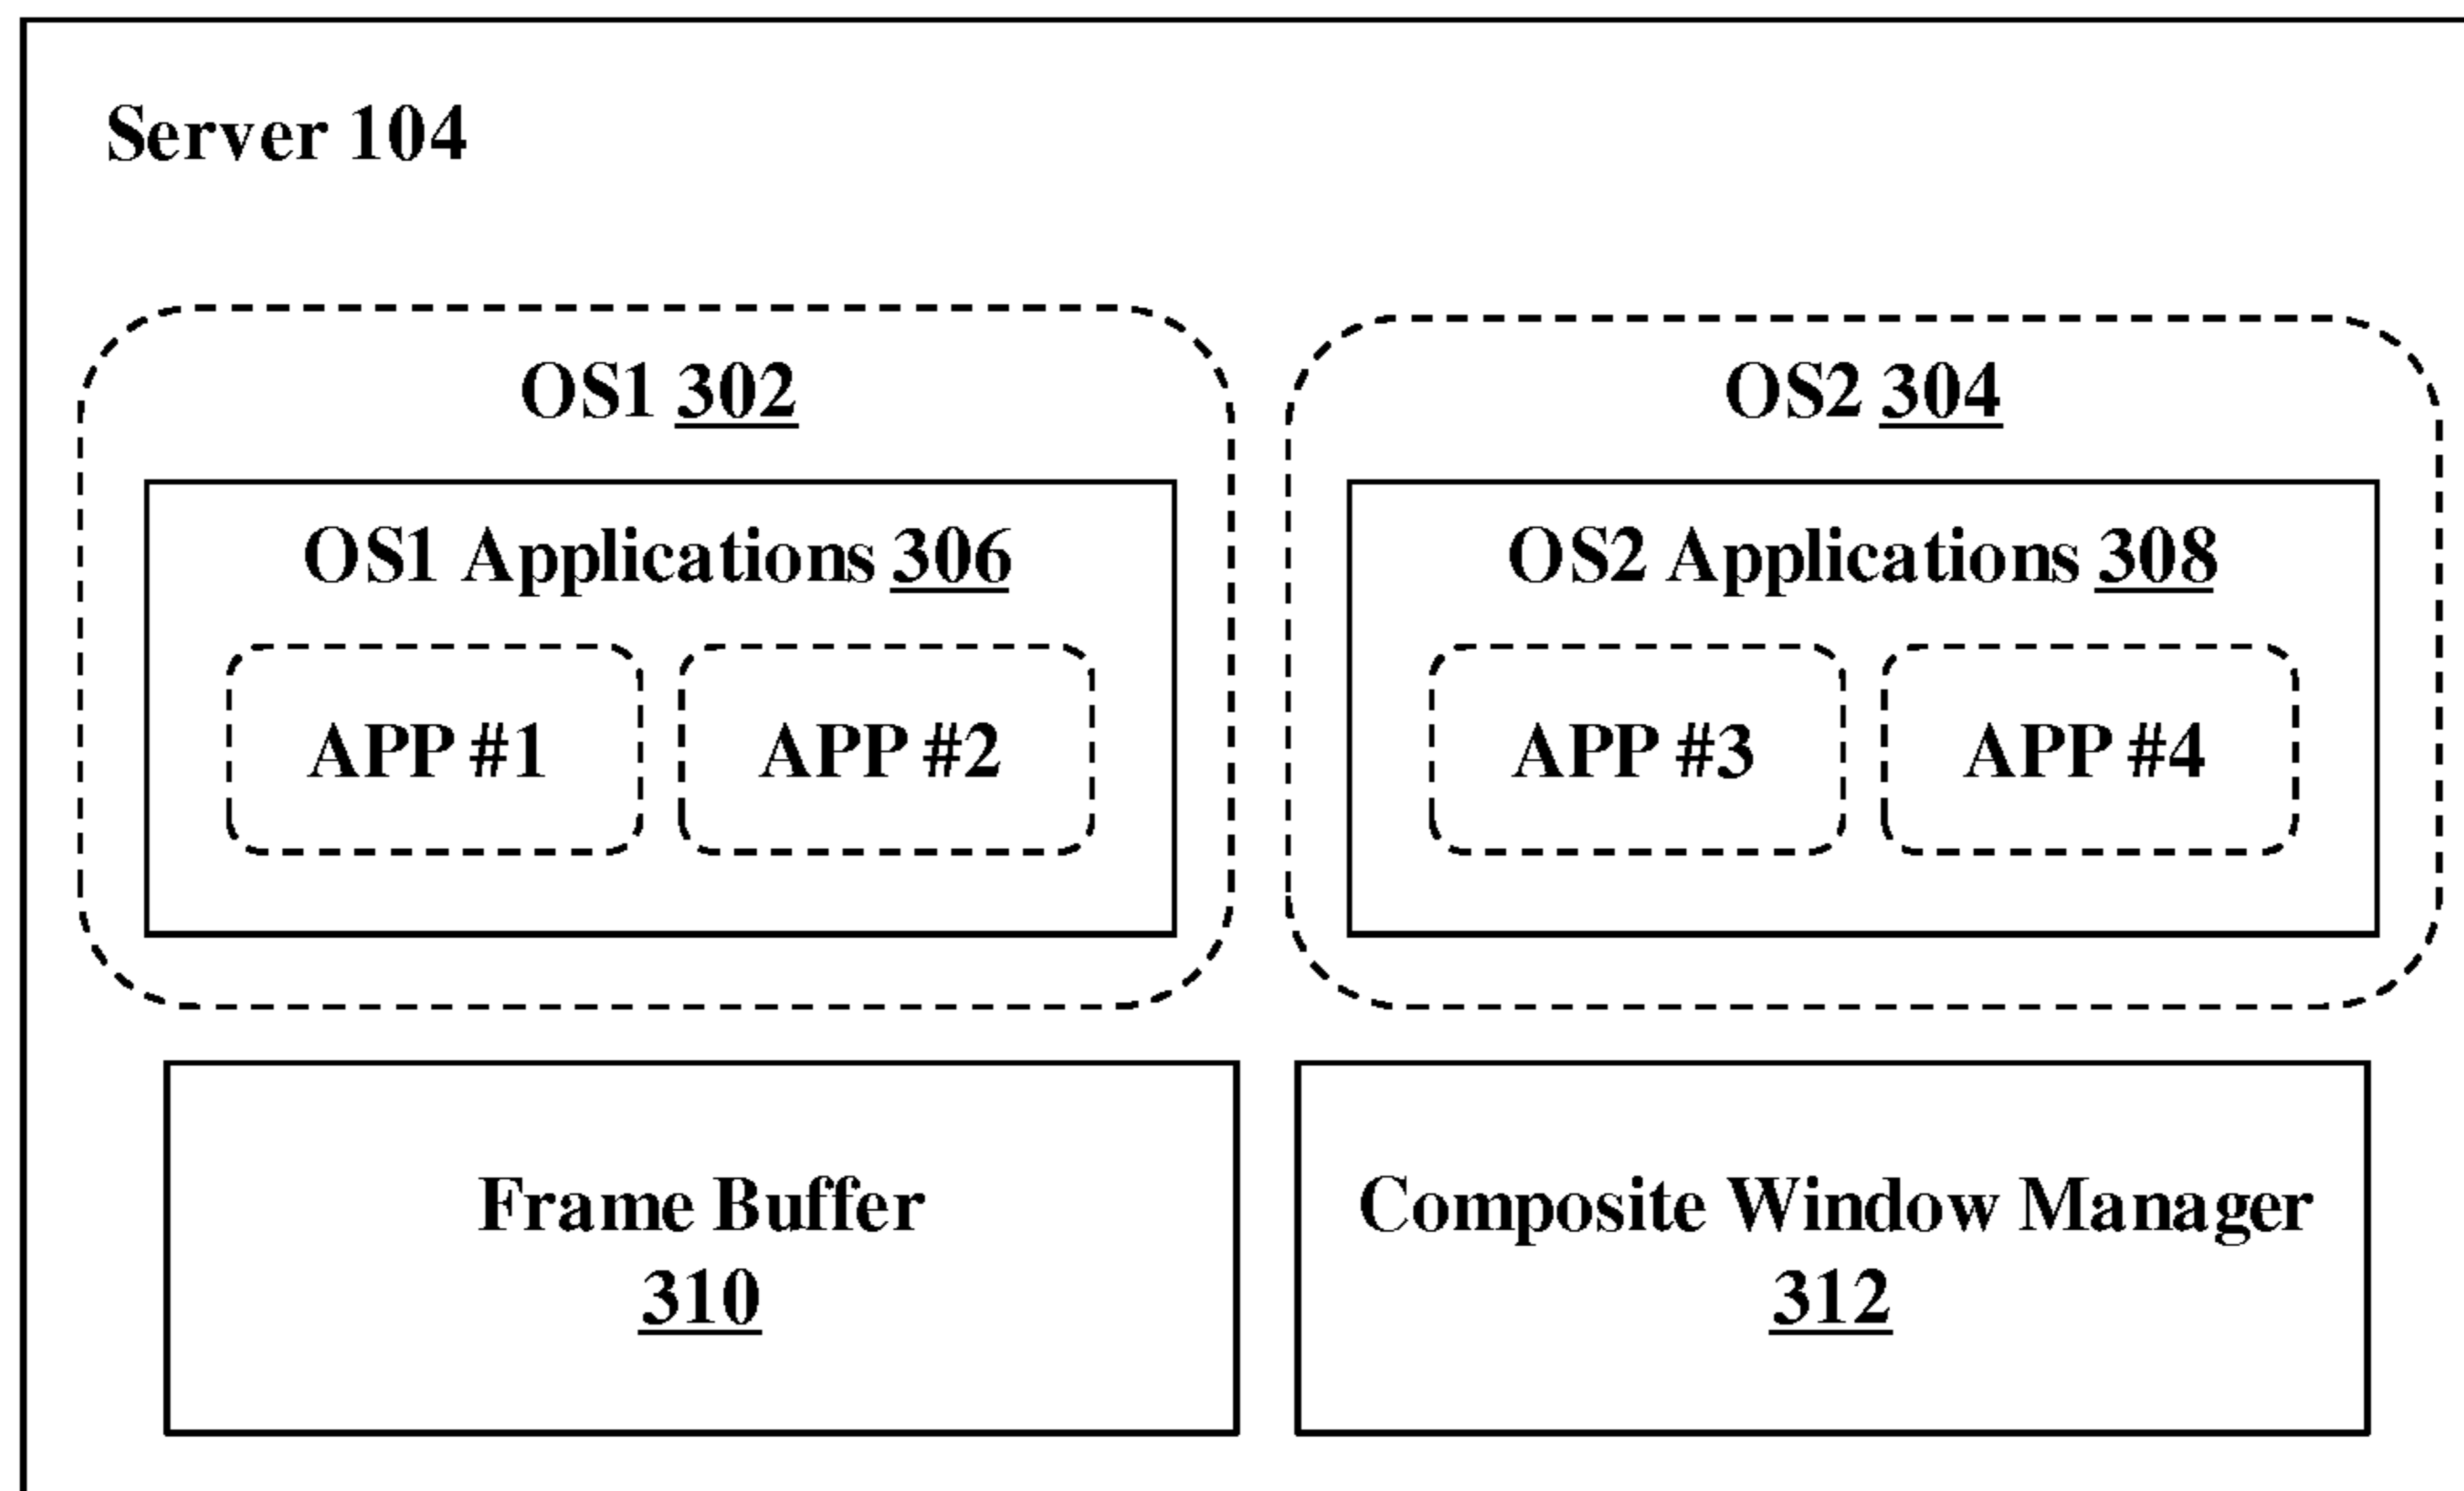 Server 104
OS1 302
OS2 304
OS1 Applications 306
OS2 Applications 308
APP #1
APP #2
APP #3
APP #4
Frame Buffer
310
Composite Window Manager
312